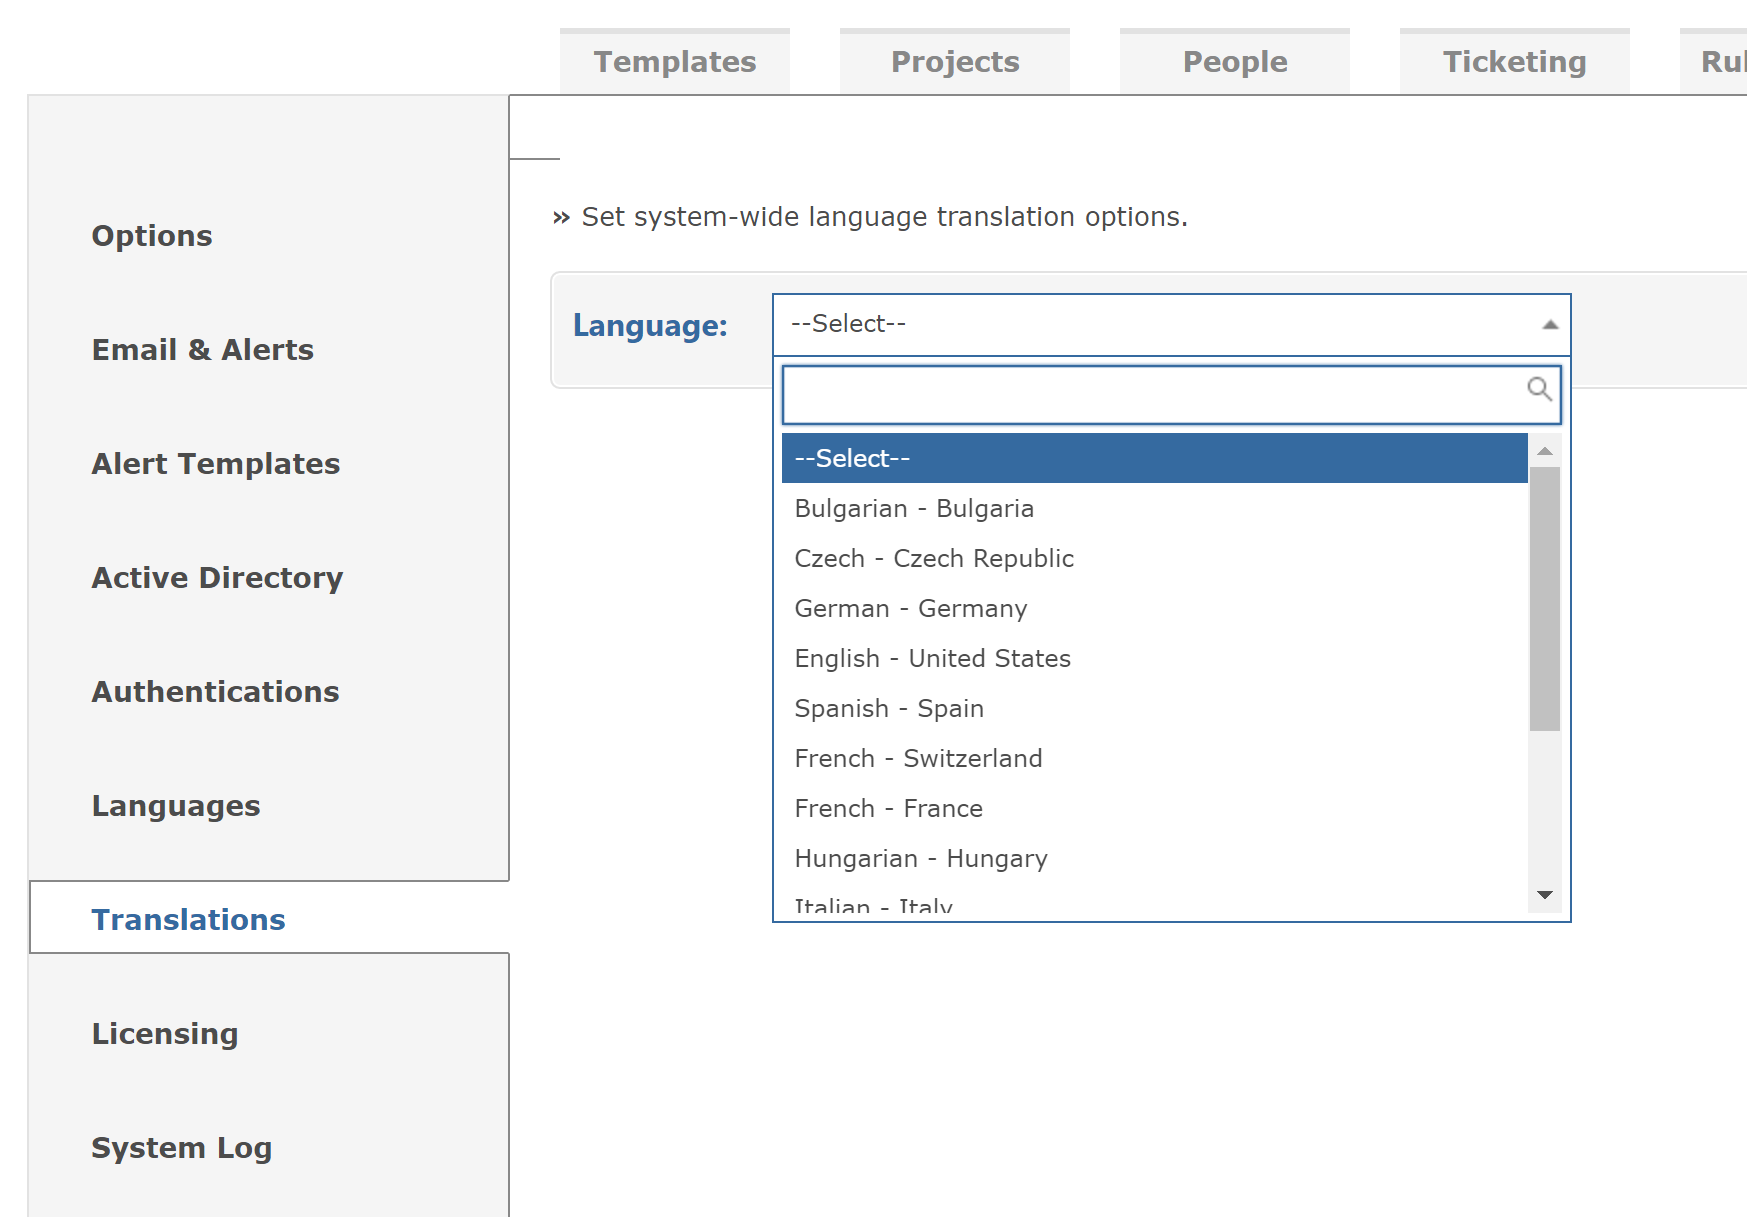 Templates Projects People Ticketing
» Set system-wide language translation options.
Options
Email & Alerts
Alert Templates
Active Directory
Authentications
Languages
Translations
Licensing
System Log
Language: --Select--
--Select--
Bulgarian - Bulgaria
Czech - Czech Republic
German - Germany
English - United States
Spanish - Spain
French - Switzerland
French - France
Hungarian - Hungary
Italian - Italy